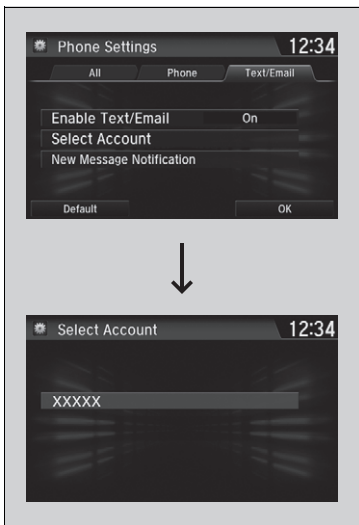 Phone Settings 12:34
All Phone Text/Email
Enable Text/Email On
Select Account
New Message Notification
Default OK
Select Account 12:34
XXXXX